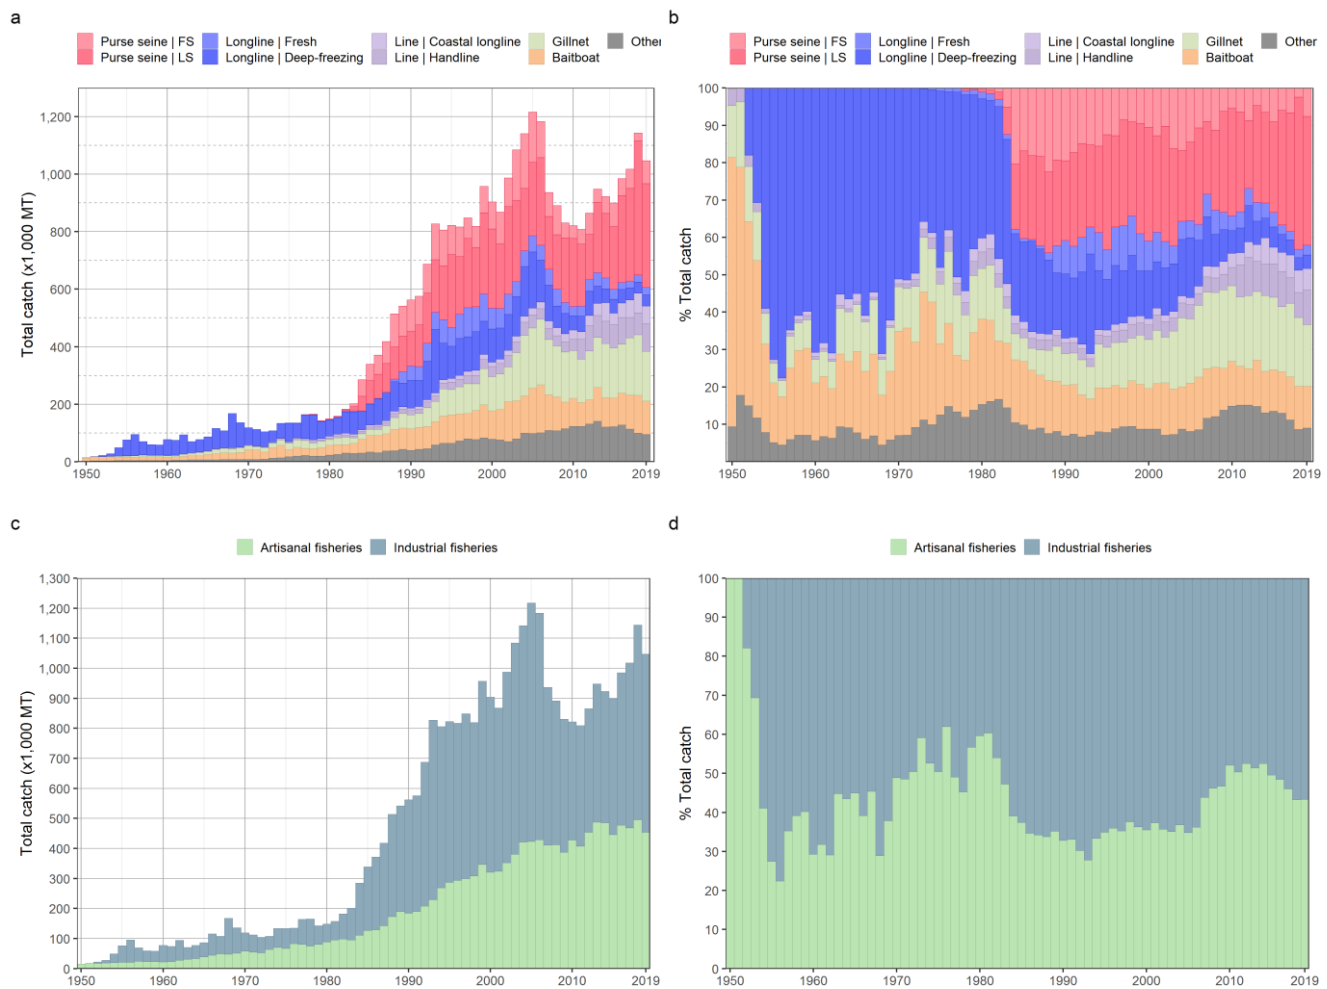 a
Purse seine | FS
Longline | Fresh
Line | Coastal longline
Gillnet
Other
Purse seine | LS
Longline | Deep-freezing
Line | Handline
Baitboat
Total catch (x1,000 MT)
1,200
1,000
800
600
400
200
0
1950
1960
1970
1980
1990
2000
2010
2019
b
Purse seine | FS
Longline | Fresh
Line | Coastal longline
Gillnet
Other
Purse seine | LS
Longline | Deep-freezing
Line | Handline
Baitboat
% Total catch
100
90
80
70
60
50
40
30
20
10
1950
1960
1970
1980
1990
2000
2010
2019
c
Artisanal fisheries
Industrial fisheries
Total catch (x1,000 MT)
1,300
1,200
1,100
1,000
900
800
700
600
500
400
300
200
100
0
1950
1960
1970
1980
1990
2000
2010
2019
d
Artisanal fisheries
Industrial fisheries
% Total catch
100
90
80
70
60
50
40
30
20
10
0
1950
1960
1970
1980
1990
2000
2010
2019